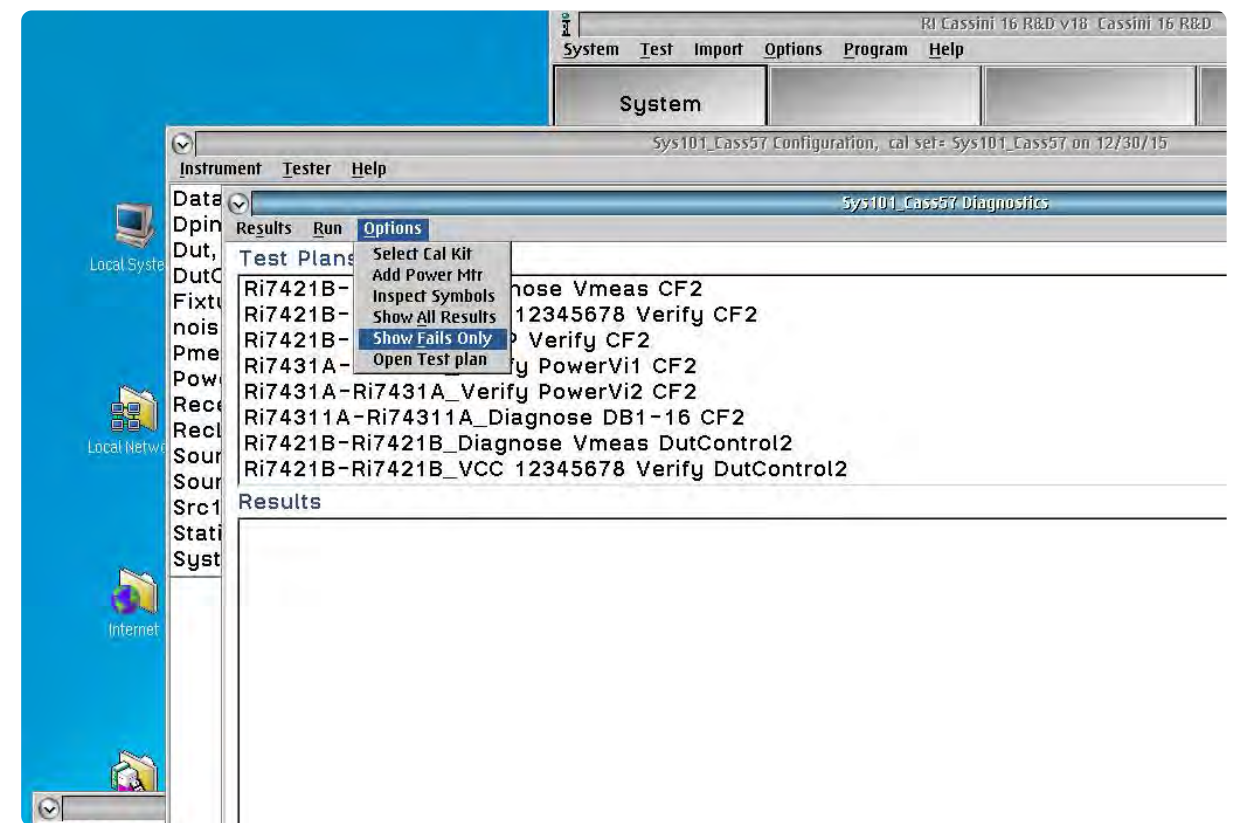 RI Cassini 16 R&D v18 Cassini 16 R&D
System Test Import Options Program Help
System
Sys101_Cass57 Configuration, cal set= Sys101_Cass57 on 12/30/15
Instrument Tester Help
Sys101_Cass57 Diagnostics
Results Run Options
Select Cal Kit
Add Power Mtr
Inspect Symbols
Show All Results
Show Fails Only
Open Test plan
Test Plans
Ri7421B- nose Vmeas CF2
Ri7421B- 12345678 Verify CF2
Ri7421B- Verify CF2
Ri7431A- PowerVi1 CF2
Ri7431A-Ri7431A_Verify PowerVi2 CF2
Ri74311A-Ri74311A_Diagnose DB1-16 CF2
Ri7421B-Ri7421B_Diagnose Vmeas DutControl2
Ri7421B-Ri7421B_VCC 12345678 Verify DutControl2
Results
Data
Dpin
Dut,
DutC
Fixtu
nois
Pme
Powe
Rece
Recl
Sour
Sour
Src1
Stati
Syst
Local Syste
Local Netwo
Internet